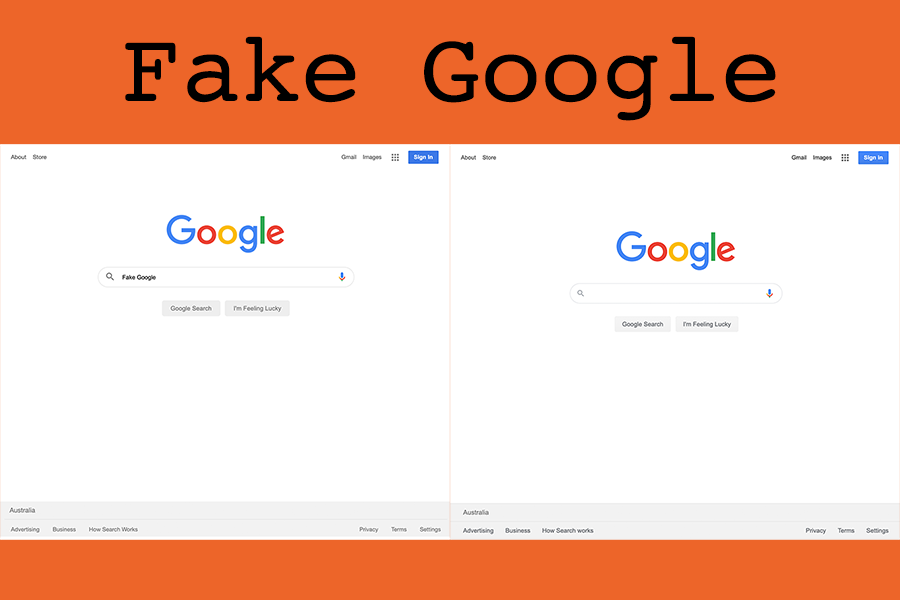 Fake Google
About Store Gmail Images Sign In
Google
Fake Google
Google Search I'm Feeling Lucky
Australia
Advertising Business How Search Works Privacy Terms Settings
About Store Gmail Images Sign in
Google
Google Search I'm Feeling Lucky
Australia
Advertising Business How Search works Privacy Terms Settings